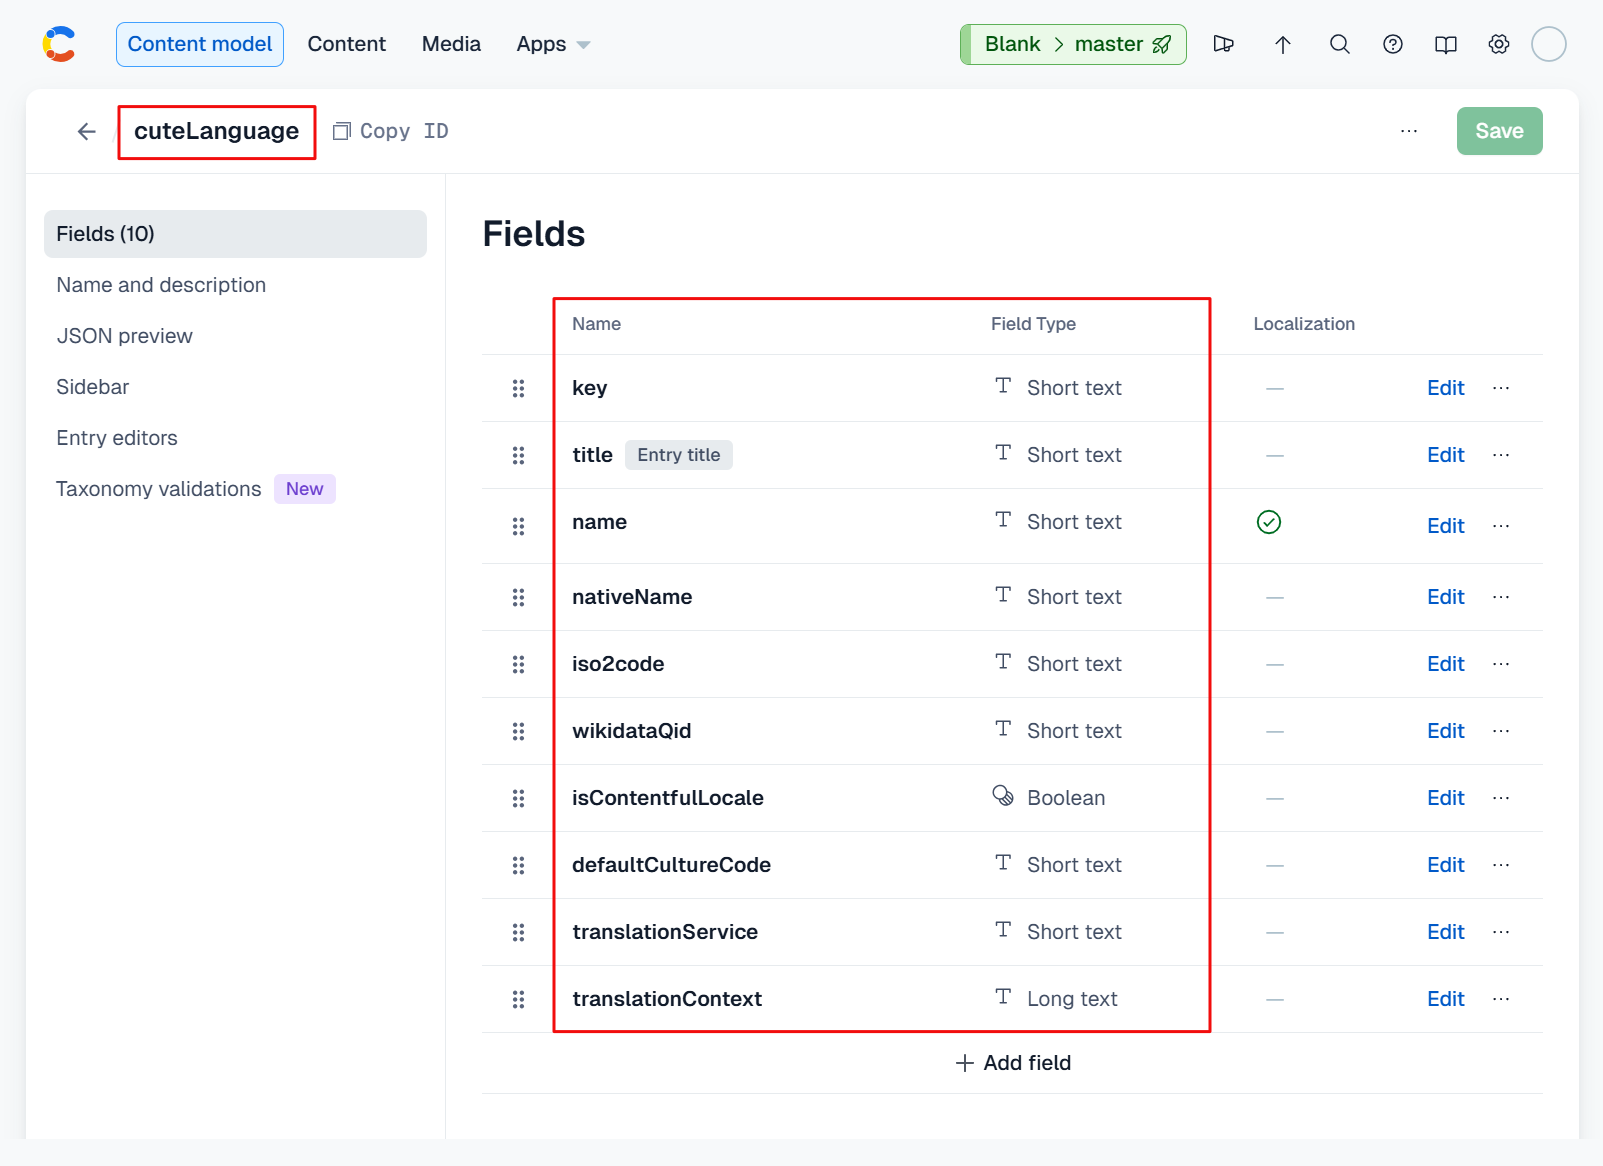 Content model Content Media Apps Blank > master
cuteLanguage Copy ID ... Save
Fields (10)
Name and description
JSON preview
Sidebar
Entry editors
Taxonomy validations New
Fields
Name Field Type Localization
key Short text — Edit ...
title Entry title Short text — Edit ...
name Short text Edit ...
nativeName Short text — Edit ...
iso2code Short text — Edit ...
wikidataQid Short text — Edit ...
isContentfulLocale Boolean — Edit ...
defaultCultureCode Short text — Edit ...
translationService Short text — Edit ...
translationContext Long text — Edit ...
+ Add field